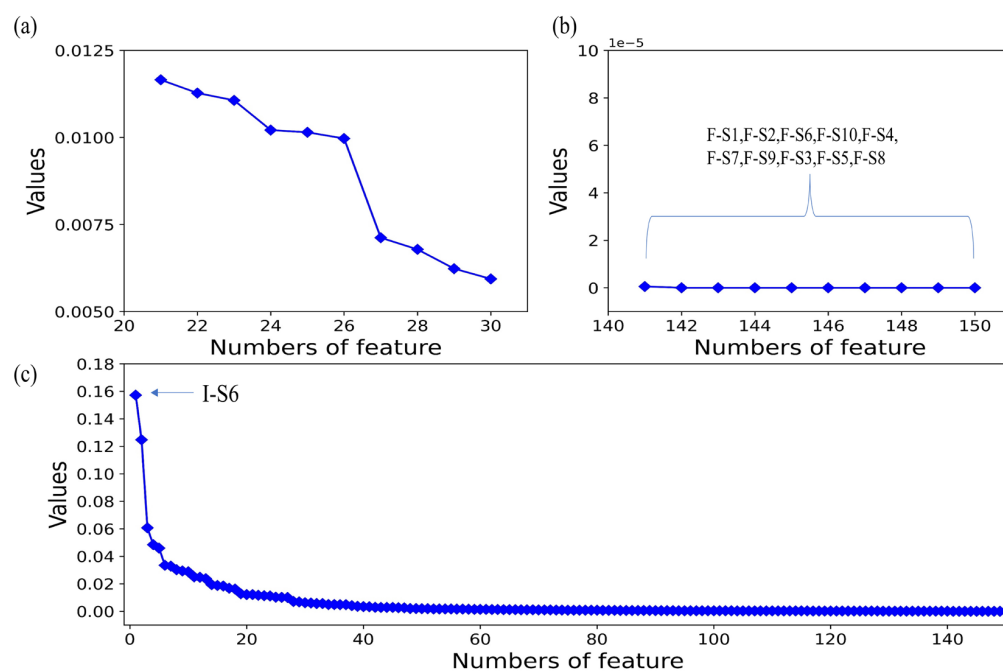 (a)
0.0125
0.0100
0.0075
0.0050
Values
20 22 24 26 28 30
Numbers of feature
(b)
1e−5
10
8
6
4
2
0
Values
F-S1,F-S2,F-S6,F-S10,F-S4,
F-S7,F-S9,F-S3,F-S5,F-S8
140 142 144 146 148 150
Numbers of feature
(c)
0.18
0.16
0.14
0.12
0.10
0.08
0.06
0.04
0.02
0.00
Values
I-S6
0 20 40 60 80 100 120 140
Numbers of feature